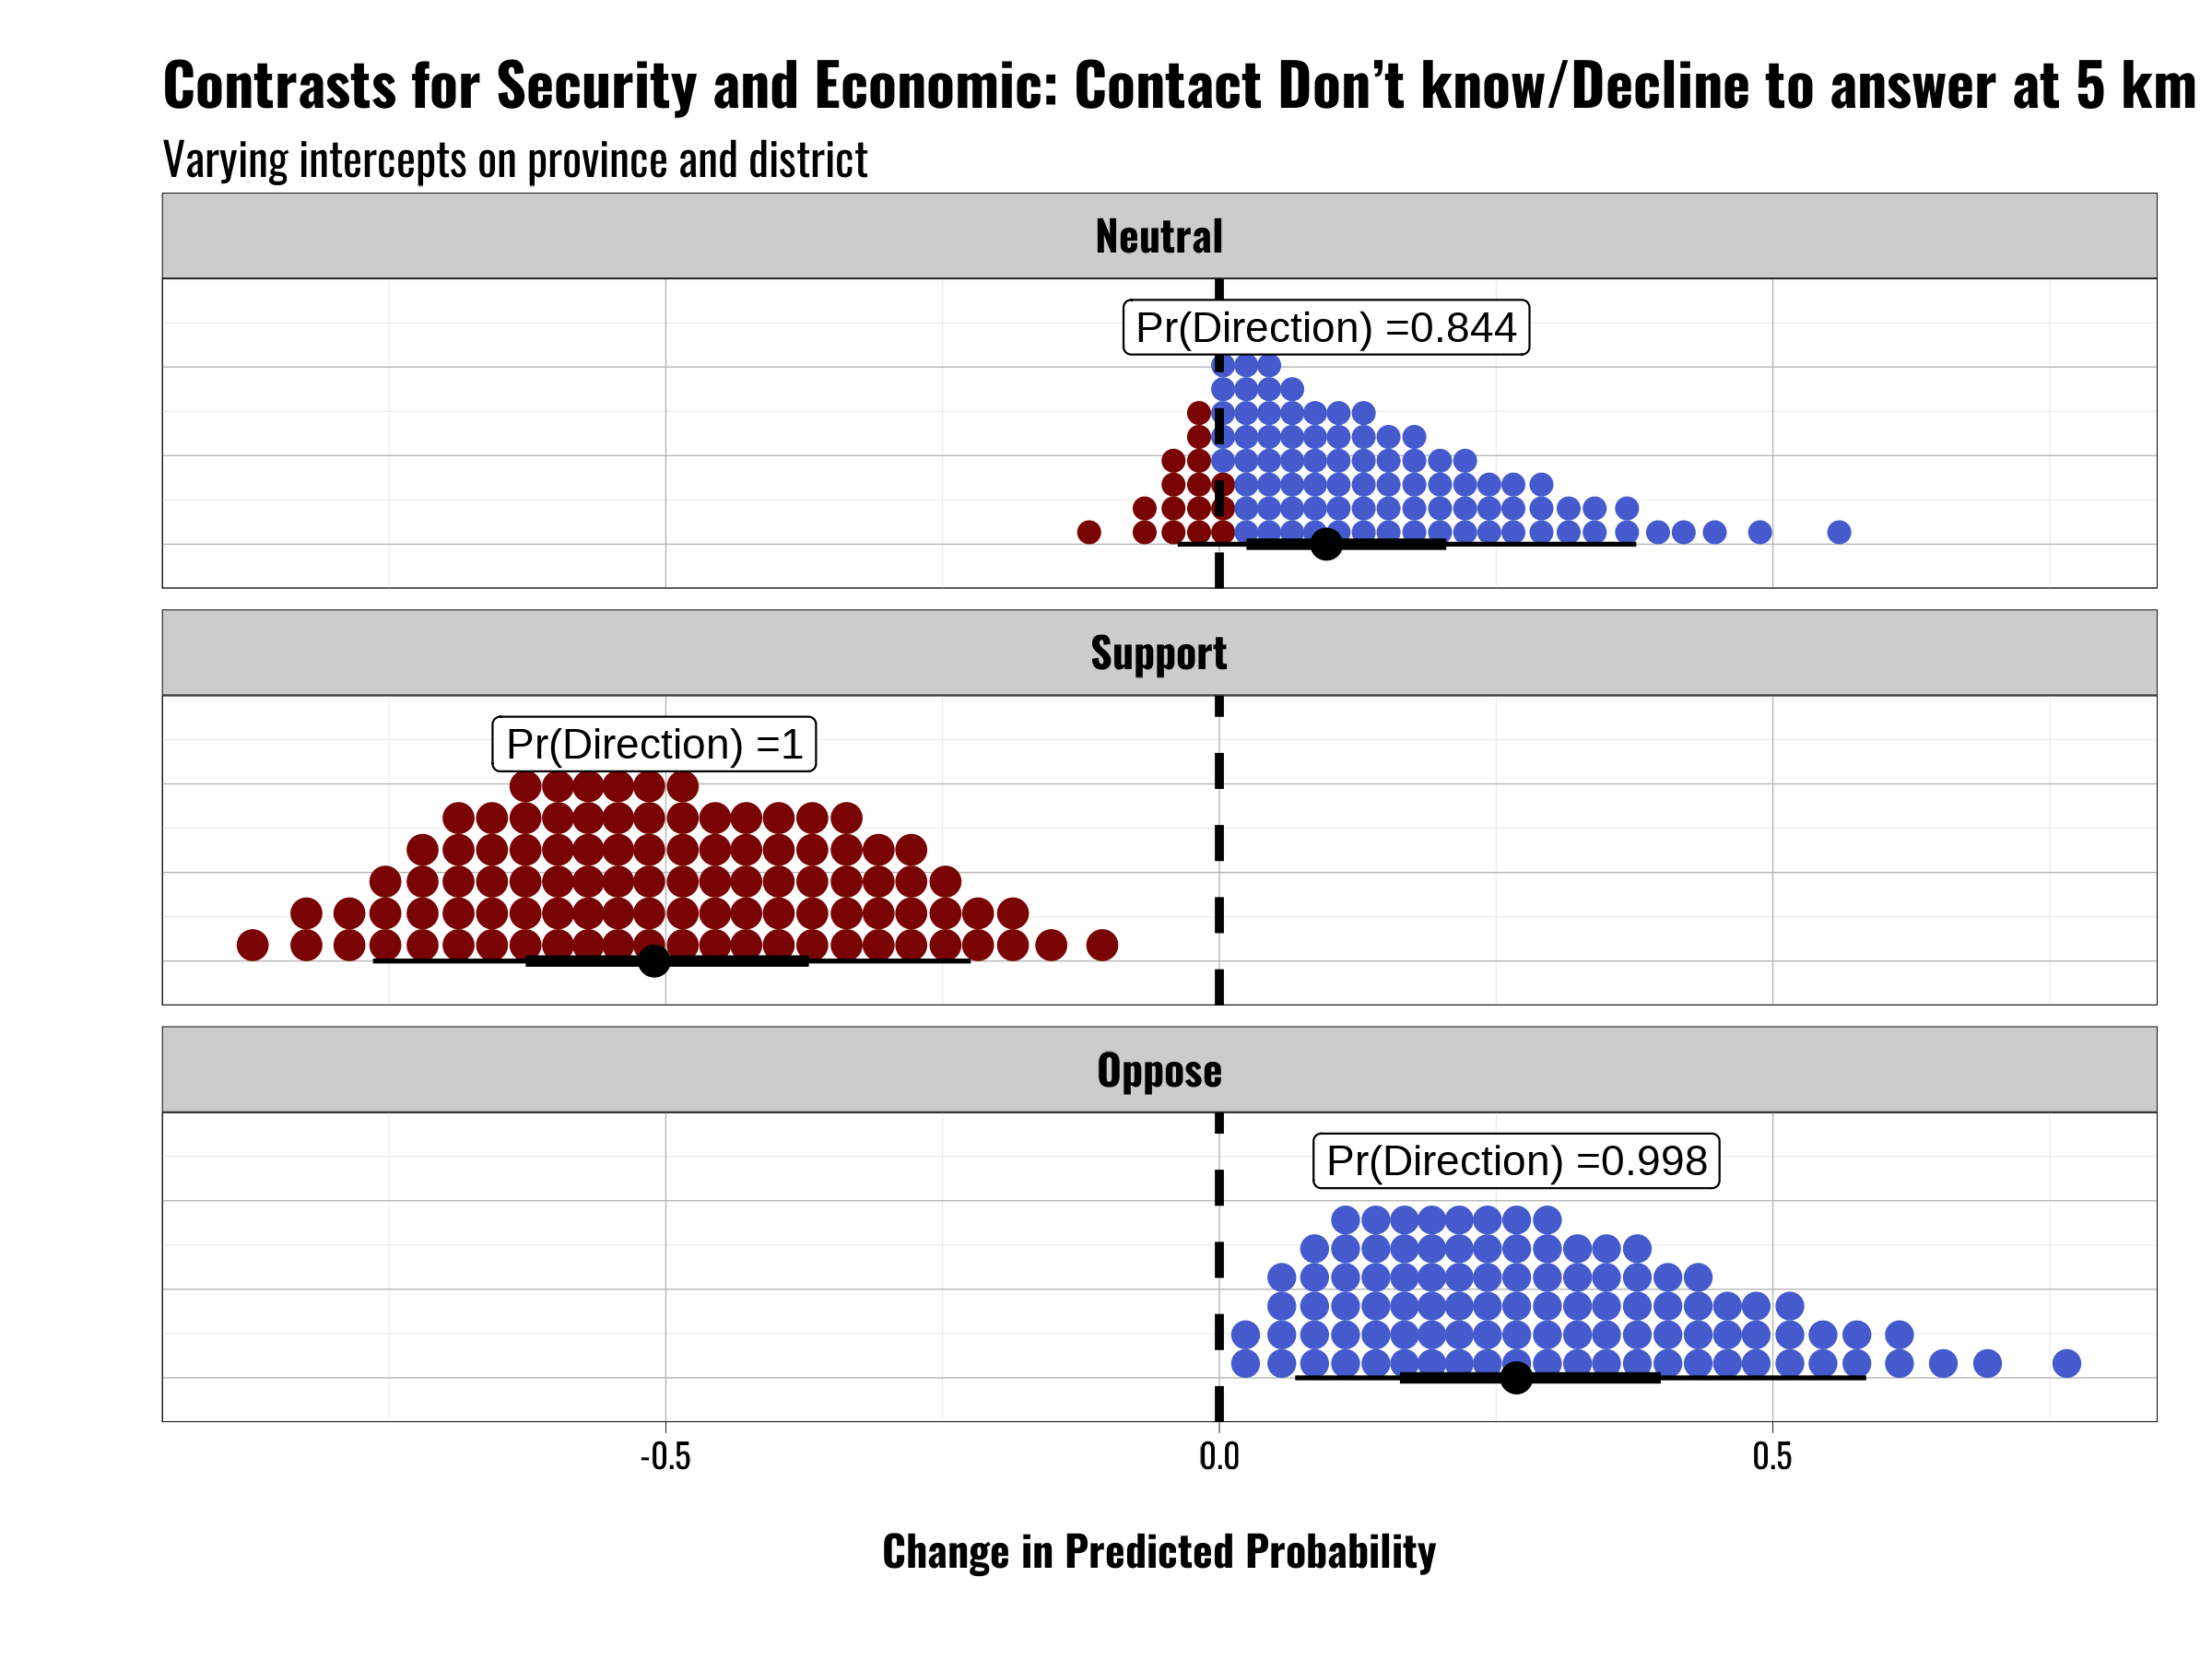 Contrasts for Security and Economic: Contact Don’t know/Decline to answer at 5 km
Varying intercepts on province and district
Neutral
Pr(Direction) =0.844
Support
Pr(Direction) =1
Oppose
Pr(Direction) =0.998
-0.5 0.0 0.5
Change in Predicted Probability